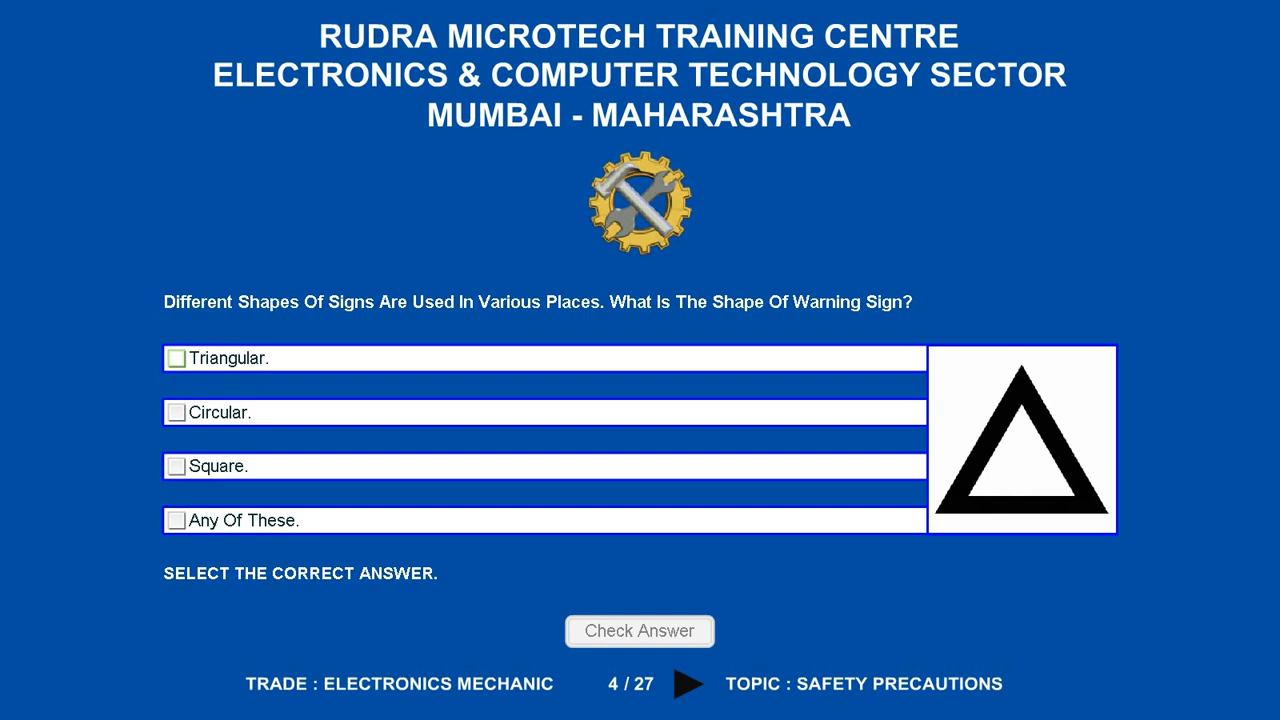 RUDRA MICROTECH TRAINING CENTRE
ELECTRONICS & COMPUTER TECHNOLOGY SECTOR
MUMBAI - MAHARASHTRA
Different Shapes Of Signs Are Used In Various Places. What Is The Shape Of Warning Sign?
Triangular.
Circular.
Square.
Any Of These.
SELECT THE CORRECT ANSWER.
Check Answer
TRADE : ELECTRONICS MECHANIC 4 / 27 TOPIC : SAFETY PRECAUTIONS